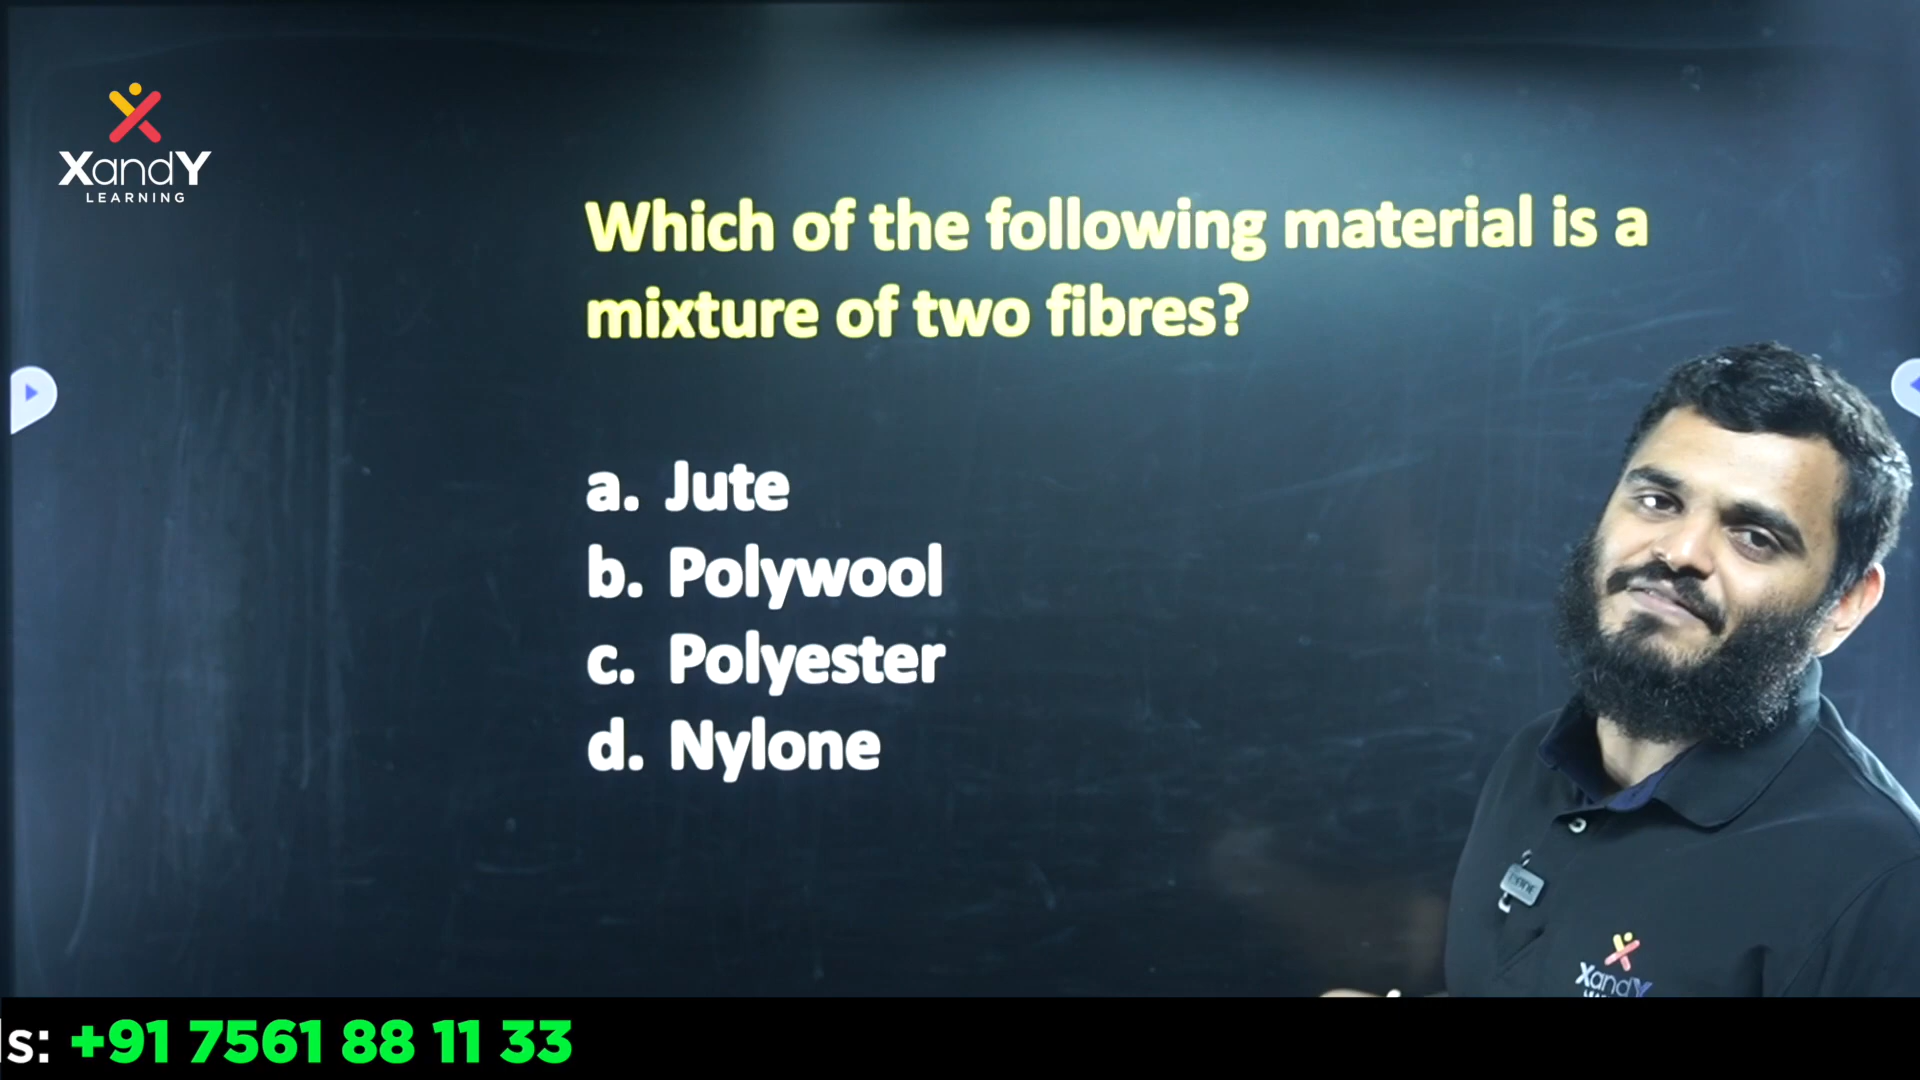 XandY
LEARNING
Which of the following material is a
mixture of two fibres?
a. Jute
b. Polywool
c. Polyester
d. Nylone
XandY
s: +91 7561 88 11 33